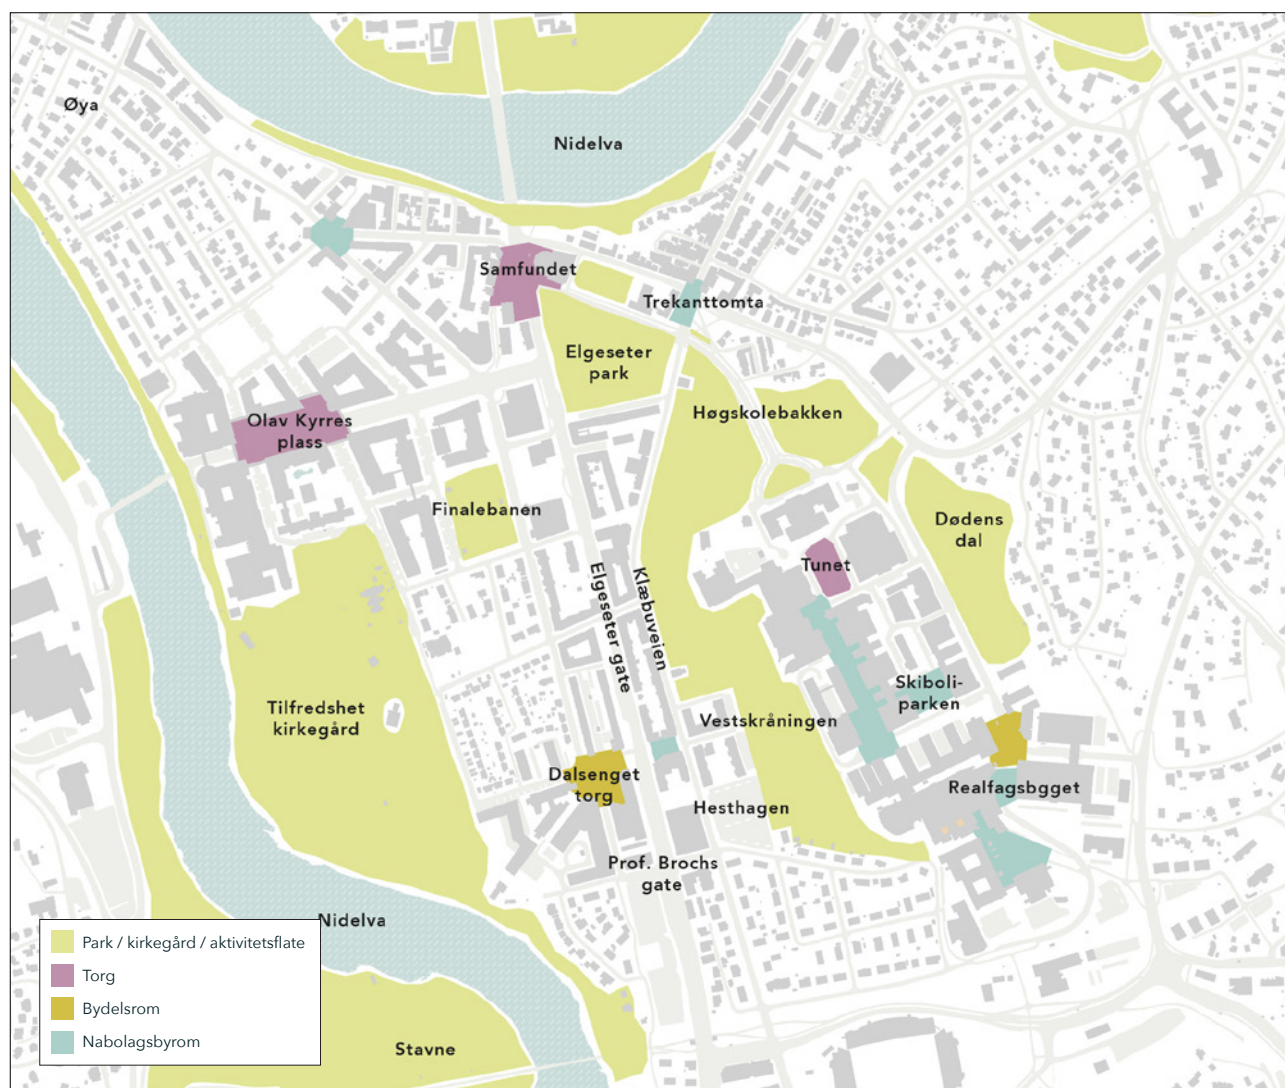 Øya
Nidelva
Samfundet
Trekanttomta
Elgeseter
park
Høgskolebakken
Olav Kyrres
plass
Finalebanen
Dødens
dal
Tunet
Elgeseter gate
Klæbuveien
Skiboli-
parken
Tilfredshet
kirkegård
Vestskråningen
Dalsenget
torg
Realfagsbgget
Hesthagen
Prof. Brochs
gate
Nidelva
Park / kirkegård / aktivitetsflate
Torg
Bydelsrom
Nabolagsbyrom
Stavne